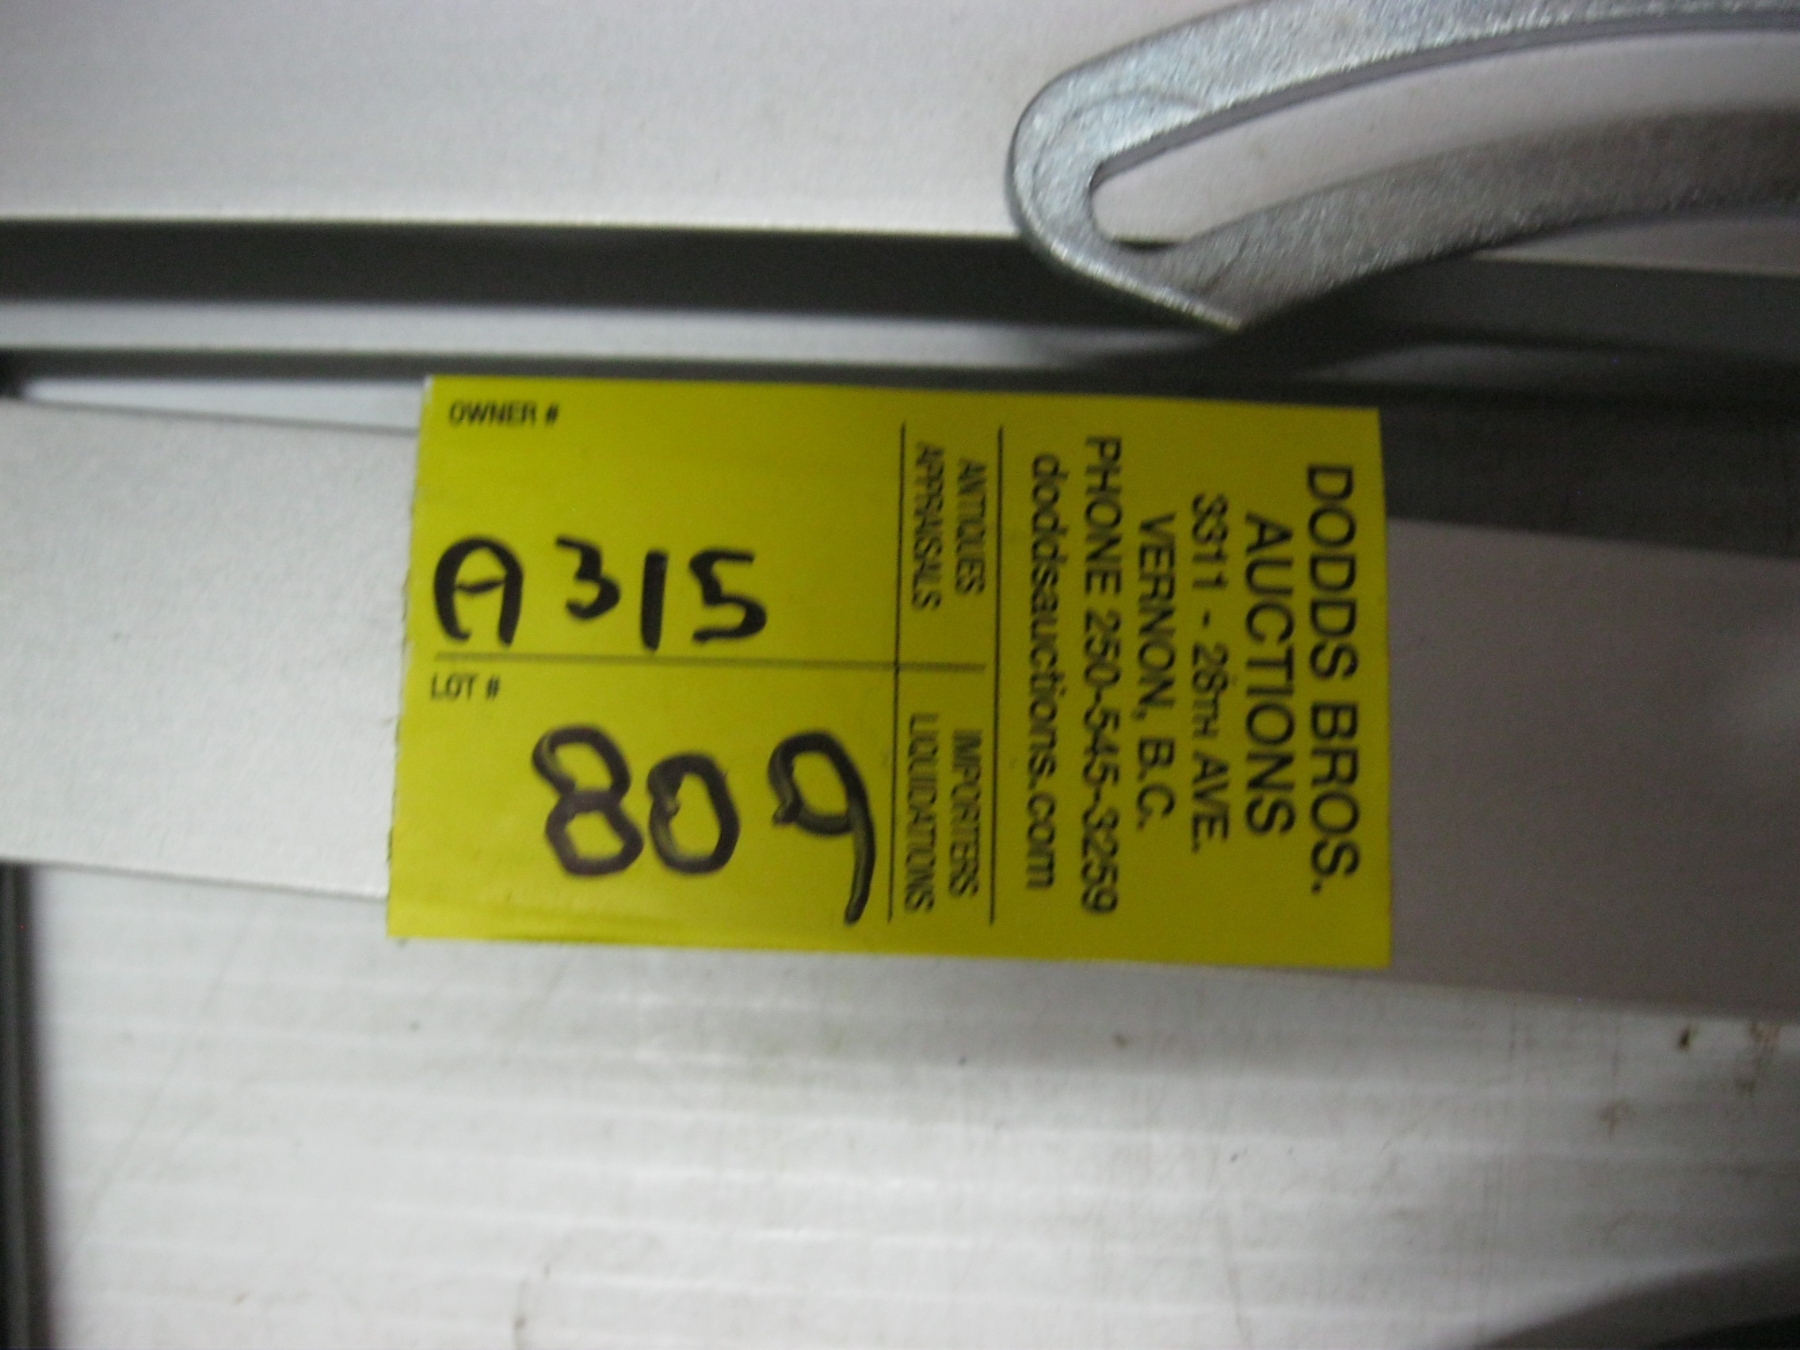 DODDS BROS.
AUCTIONS
3311 - 28TH AVE.
VERNON, B.C.
PHONE 250-545-3259
doddsauctions.com
ANTIQUES
APPRAISALS
IMPORTERS
LIQUIDATIONS
OWNER #
A315
LOT #
809